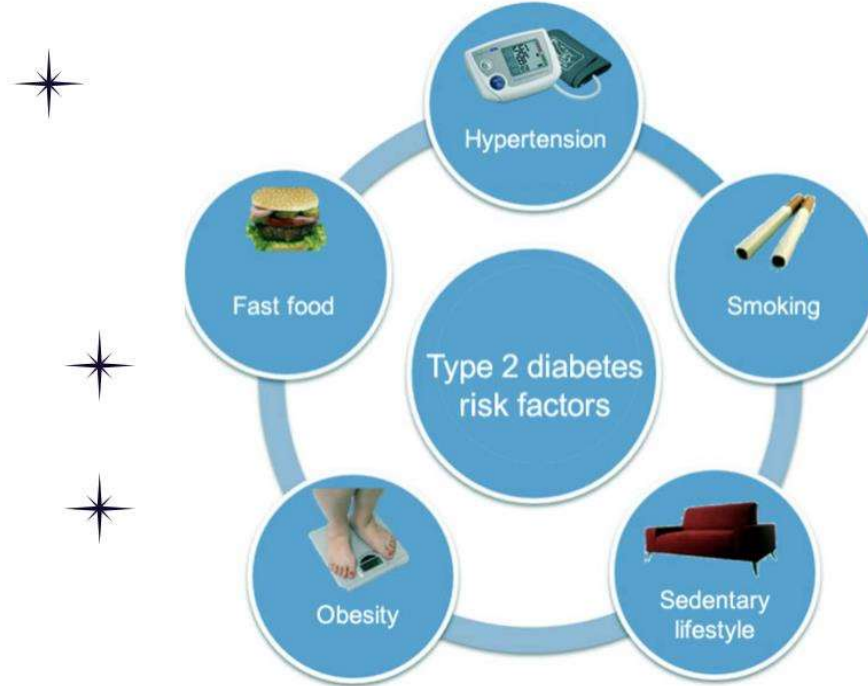 Hypertension
Fast food
Smoking
Type 2 diabetes
risk factors
Obesity
Sedentary
lifestyle